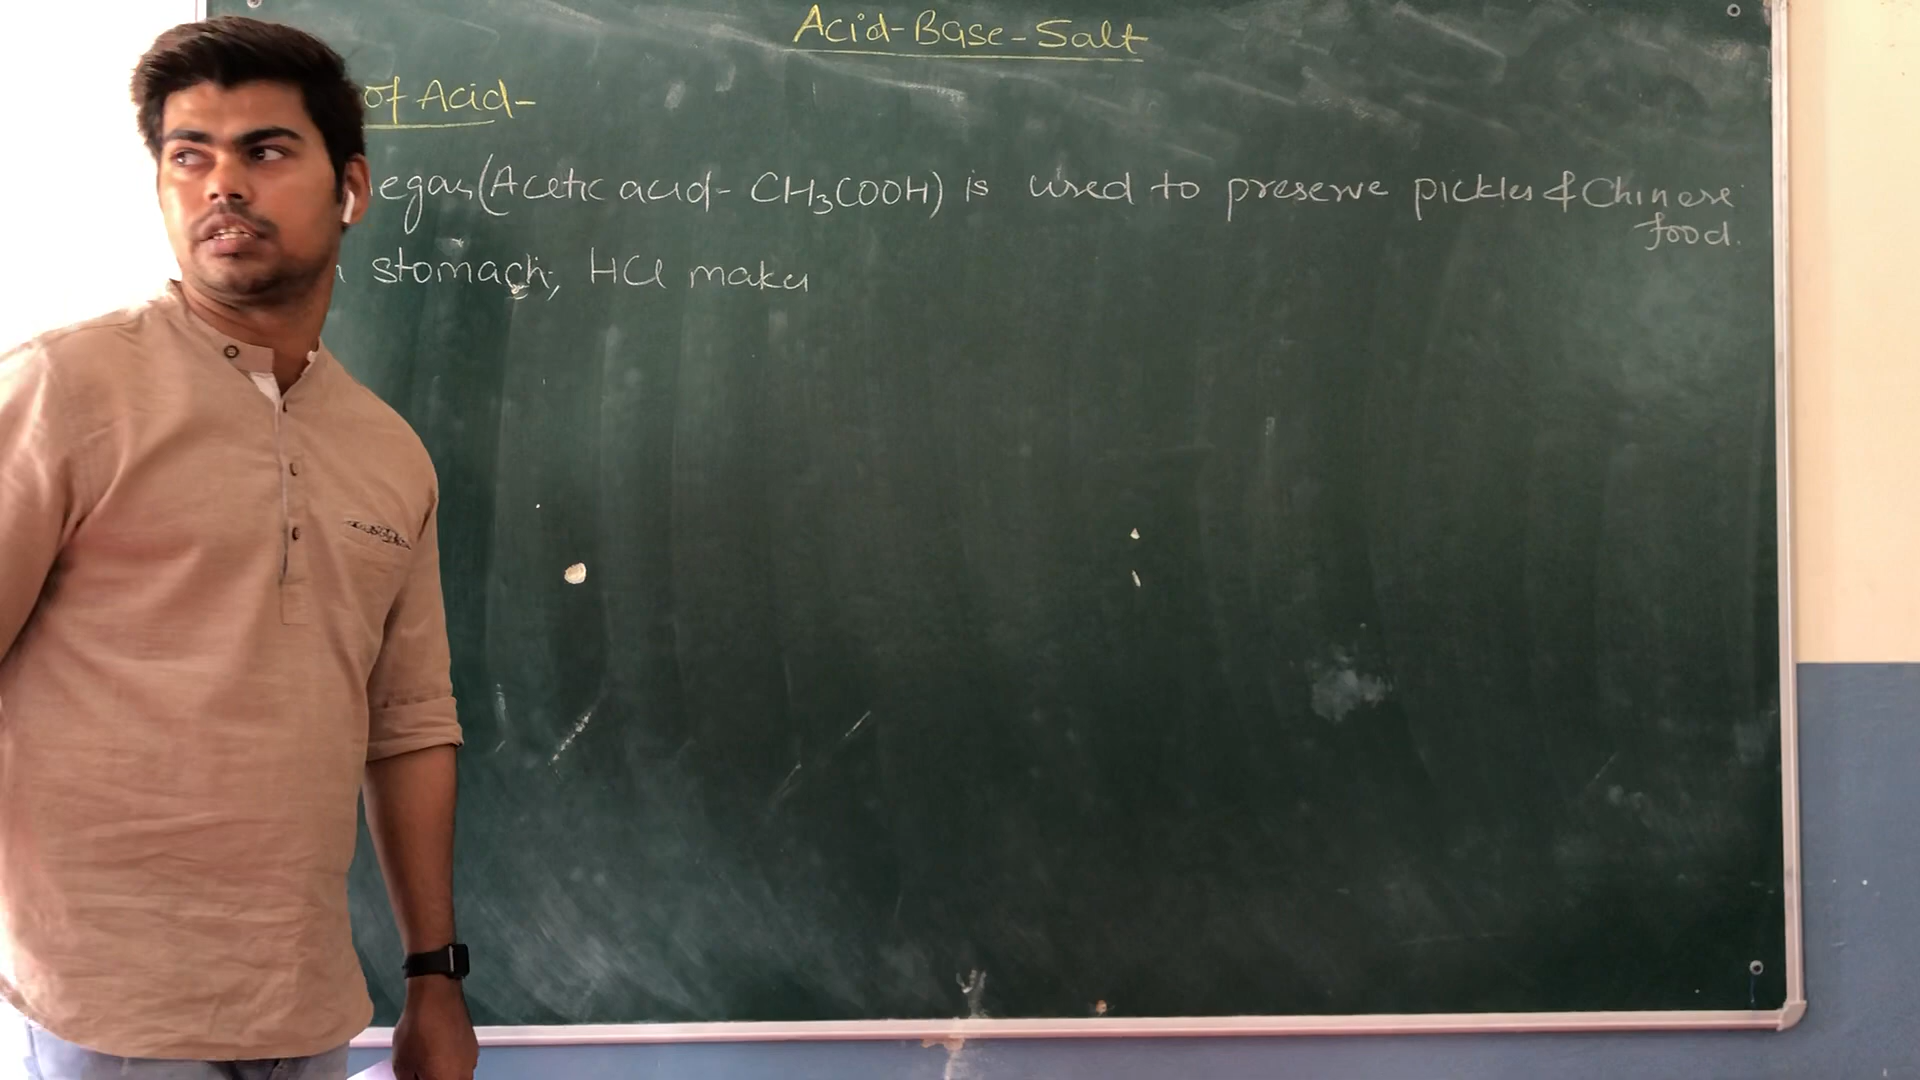 Acid-Base-Salt
of Acid-
egar (Acetic acid- CH₃COOH) is used to preserve pickles & Chinese
food.
stomach, HCl makes